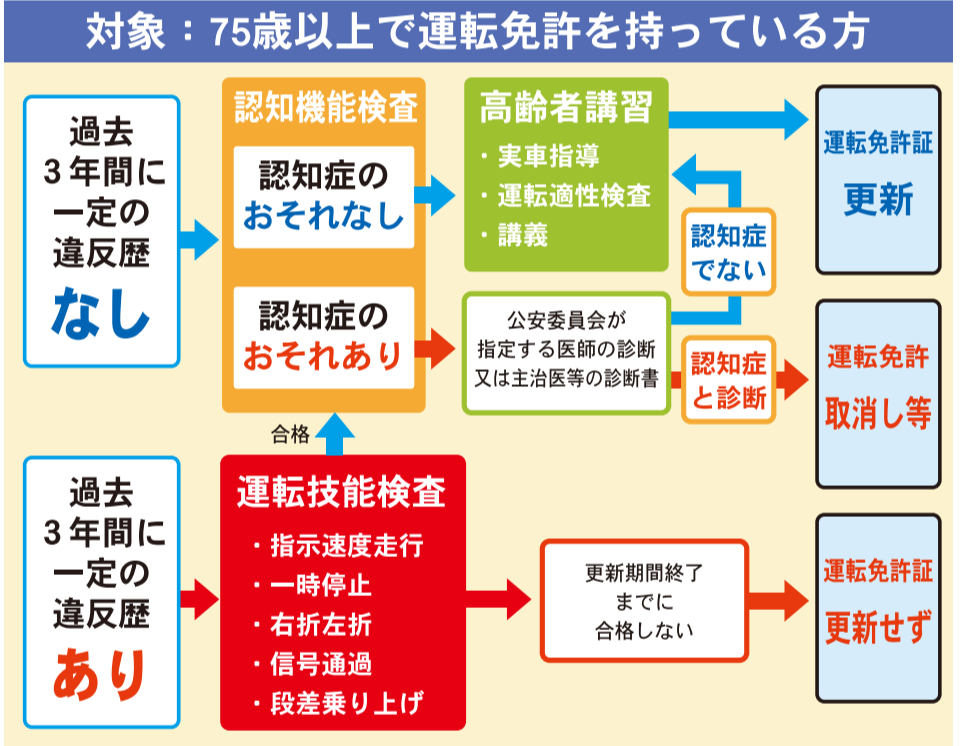 対象：75歳以上で運転免許を持っている方
過去
３年間に
一定の
違反歴
なし
認知機能検査
認知症の
おそれなし
認知症の
おそれあり
高齢者講習
・実車指導
・運転適性検査
・講義
公安委員会が
指定する医師の診断
又は主治医等の診断書
認知症
でない
認知症
と診断
運転免許証
更新
運転免許
取消し等
合格
過去
３年間に
一定の
違反歴
あり
運転技能検査
・指示速度走行
・一時停止
・右折左折
・信号通過
・段差乗り上げ
更新期間終了
までに
合格しない
運転免許証
更新せず